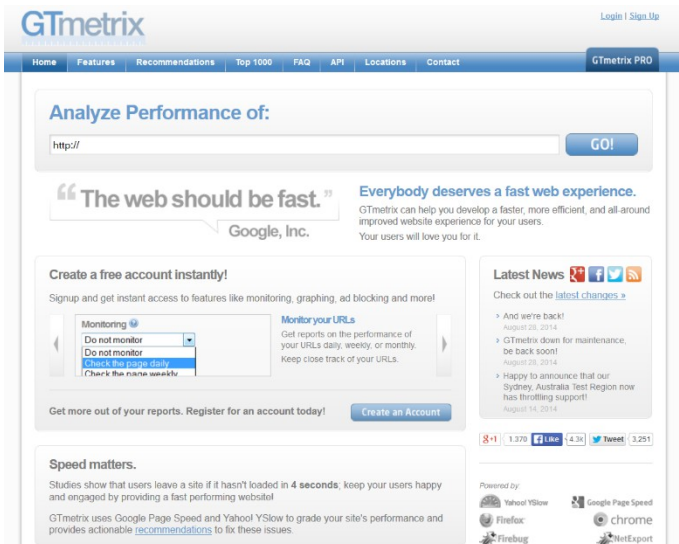 GTmetrix
Login | Sign Up
Home Features Recommendations Top 1000 FAQ API Locations Contact
GTmetrix PRO
Analyze Performance of:
http://
GO!
“ The web should be fast. ”
Google, Inc.
Everybody deserves a fast web experience.
GTmetrix can help you develop a faster, more efficient, and all-around
improved website experience for your users.
Your users will love you for it.
Create a free account instantly!
Signup and get instant access to features like monitoring, graphing, ad blocking and more!
Monitoring
Do not monitor
Do not monitor
Check the page daily
Check the page weekly
Monitor your URLs
Get reports on the performance of
your URLs daily, weekly, or monthly.
Keep close track of your URLs.
Get more out of your reports. Register for an account today!
Create an Account
Speed matters.
Studies show that users leave a site if it hasn't loaded in 4 seconds; keep your users happy
and engaged by providing a fast performing website!
GTmetrix uses Google Page Speed and Yahoo! YSlow to grade your site's performance and
provides actionable recommendations to fix these issues.
Latest News
Check out the latest changes »
And we're back!
August 28, 2014
GTmetrix down for maintenance,
be back soon!
August 28, 2014
Happy to announce that our
Sydney, Australia Test Region now
has throttling support!
August 14, 2014
g+1 1,370 Like 4.3k Tweet 3,251
Powered by
Yahoo! YSlow Google Page Speed
Firefox chrome
Firebug NetExport